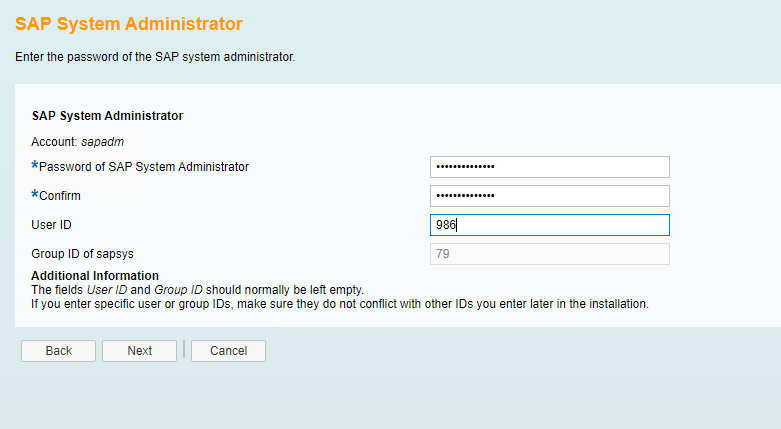 SAP System Administrator
Enter the password of the SAP system administrator.
SAP System Administrator
Account: sapadm
*Password of SAP System Administrator ••••••••••••••
*Confirm ••••••••••••••
User ID 986
Group ID of sapsys 79
Additional Information
The fields User ID and Group ID should normally be left empty.
If you enter specific user or group IDs, make sure they do not conflict with other IDs you enter later in the installation.
Back Next Cancel